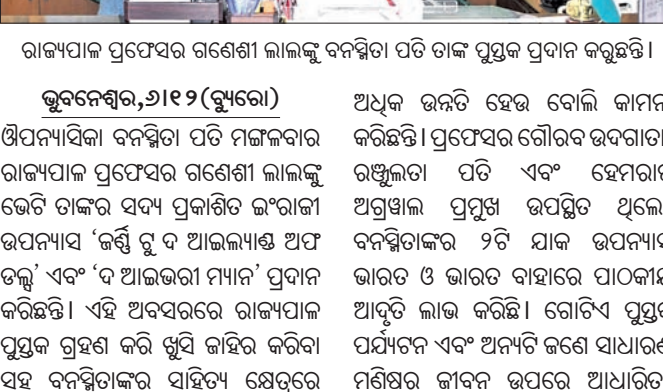 ରାଜ୍ୟପାଳ ପ୍ରଫେସର ଗଣେଶୀ ଲାଲଙ୍କୁ ବନସ୍ମିତା ପତି ତାଙ୍କ ପୁସ୍ତକ ପ୍ରଦାନ କରୁଛନ୍ତି।
ଭୁବନେଶ୍ୱର,୬।୧୨(ବ୍ୟୁରୋ)
ଔପନ୍ୟାସିକା ବନସ୍ମିତା ପତି ମଙ୍ଗଳବାର
ରାଜ୍ୟପାଳ ପ୍ରଫେସର ଗଣେଶୀ ଲାଲଙ୍କୁ
ଭେଟି ତାଙ୍କର ସଦ୍ୟ ପ୍ରକାଶିତ ଇଂରାଜୀ
ଉପନ୍ୟାସ ‘ଜର୍ଣ୍ଣି ଟୁ ଦ ଆଇଲ୍ୟାଣ୍ଡ ଅଫ
ଡଲ୍ସ’ ଏବଂ ‘ଦ ଆଇଭରୀ ମ୍ୟାନ’ ପ୍ରଦାନ
କରିଛନ୍ତି। ଏହି ଅବସରରେ ରାଜ୍ୟପାଳ
ପୁସ୍ତକ ଗ୍ରହଣ କରି ଖୁସି ଜାହିର କରିବା
ସହ ବନସ୍ମିତାଙ୍କର ସାହିତ୍ୟ କ୍ଷେତ୍ରରେ
ଅଧିକ ଉନ୍ନତି ହେଉ ବୋଲି କାମନା
କରିଛନ୍ତି। ପ୍ରଫେସର ଗୌରବ ଉଦଗାତା
ରଞ୍ଜୁଲତା ପତି ଏବଂ ହେମରାଜ
ଅଗ୍ରୱାଲ ପ୍ରମୁଖ ଉପସ୍ଥିତ ଥିଲେ
ବନସ୍ମିତାଙ୍କର ୨ଟି ଯାକ ଉପନ୍ୟାସ
ଭାରତ ଓ ଭାରତ ବାହାରେ ପାଠକୀୟ
ଆଦୃତି ଲାଭ କରିଛି। ଗୋଟିଏ ପୁସ୍ତକ
ପର୍ଯ୍ୟଟନ ଏବଂ ଅନ୍ୟଟି ଜଣେ ସାଧାରଣ
ମଣିଷର ଜୀବନ ଉପରେ ଆଧାରିତ